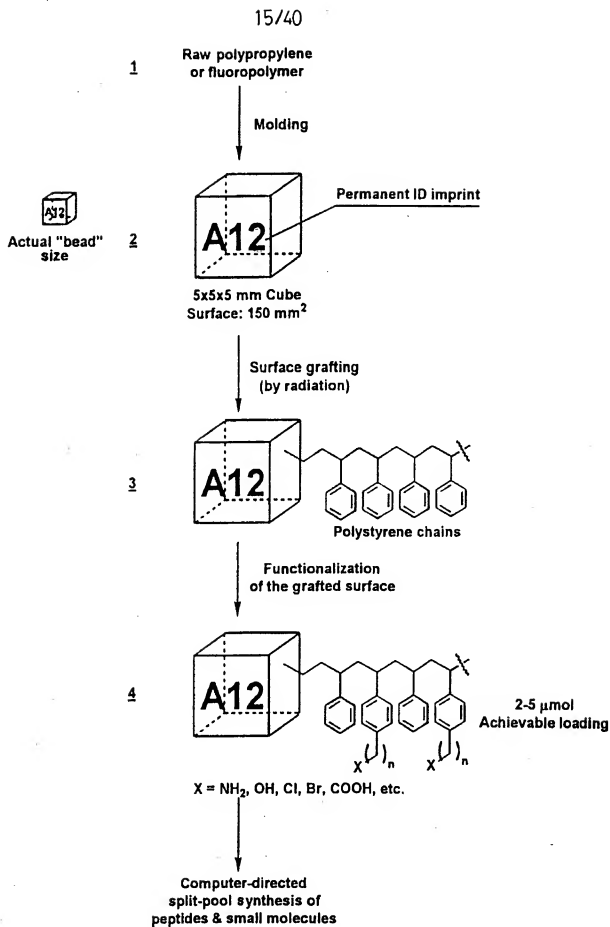 15/40
1
Raw polypropylene
or fluoropolymer
Molding
A12
Actual "bead"
size
2
A12
Permanent ID imprint
5x5x5 mm Cube
Surface: 150 mm²
Surface grafting
(by radiation)
3
A12
Polystyrene chains
Functionalization
of the grafted surface
4
A12
X ( )n X ( )n
2-5 µmol
Achievable loading
X = NH₂, OH, Cl, Br, COOH, etc.
Computer-directed
split-pool synthesis of
peptides & small molecules